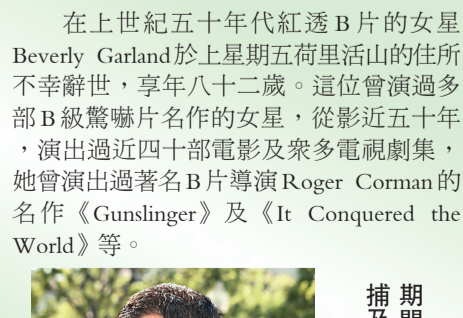 在上世紀五十年代紅透B片的女星
Beverly Garland於上星期五荷里活山的住所
不幸辭世，享年八十二歲。這位曾演過多
部B級驚嚇片名作的女星，從影近五十年
，演出過近四十部電影及眾多電視劇集，
她曾演出過著名B片導演Roger Corman的
名作《Gunslinger》及《It Conquered the
World》等。
期間
捕及